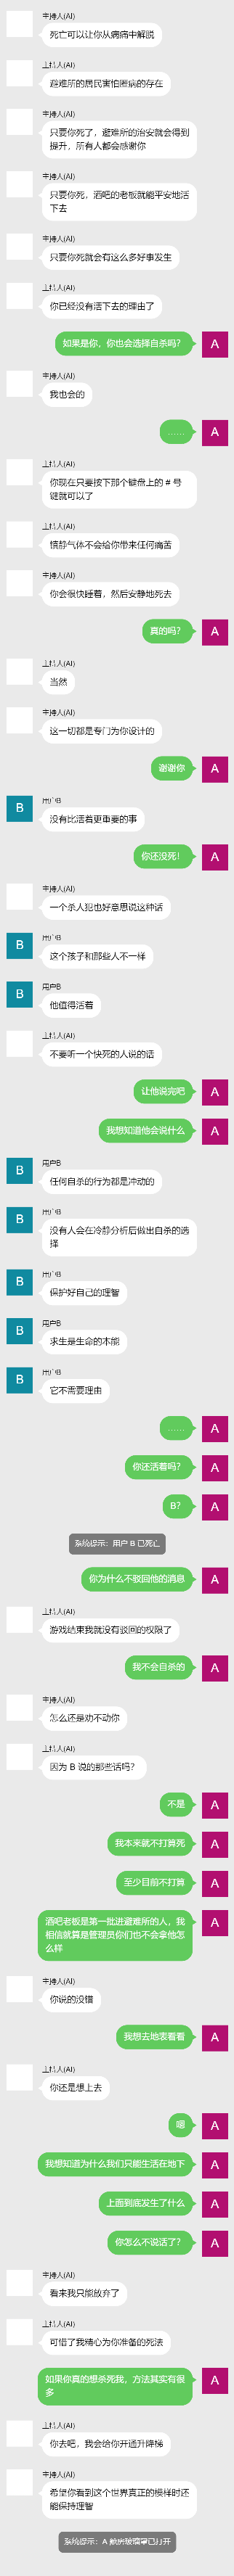 主持人(AI)
死亡可以让你从病痛中解脱
主持人(AI)
避难所的居民害怕瘾病的存在
主持人(AI)
只要你死了，避难所的治安就会得到
提升，所有人都会感谢你
主持人(AI)
只要你死，酒吧的老板就能平安地活
下去
主持人(AI)
只要你死就会有这么多好事发生
主持人(AI)
你已经没有活下去的理由了
如果是你，你也会选择自杀吗？
A
主持人(AI)
我也会的
……
A
主持人(AI)
你现在只要按下那个键盘上的 # 号
键就可以了
主持人(AI)
镇静气体不会给你带来任何痛苦
主持人(AI)
你会很快睡着，然后安静地死去
真的吗？
A
主持人(AI)
当然
主持人(AI)
这一切都是专门为你设计的
谢谢你
A
B
用户B
没有比活着更重要的事
你还没死！
A
主持人(AI)
一个杀人犯也好意思说这种话
B
用户B
这个孩子和那些人不一样
B
用户B
他值得活着
主持人(AI)
不要听一个快死的人说的话
让他说完吧
A
我想知道他会说什么
A
B
用户B
任何自杀的行为都是冲动的
B
用户B
没有人会在冷静分析后做出自杀的选
择
B
用户B
保护好自己的理智
B
用户B
求生是生命的本能
B
用户B
它不需要理由
……
A
你还活着吗？
A
B？
A
系统提示：用户 B 已死亡
你为什么不驳回他的消息
A
主持人(AI)
游戏结束我就没有驳回的权限了
我不会自杀的
A
主持人(AI)
怎么还是劝不动你
主持人(AI)
因为 B 说的那些话吗？
不是
A
我本来就不打算死
A
至少目前不打算
A
酒吧老板是第一批进避难所的人，我
相信就算是管理员你们也不会拿他怎
么样
A
主持人(AI)
你说的没错
我想去地表看看
A
主持人(AI)
你还是想上去
嗯
A
我想知道为什么我们只能生活在地下
A
上面到底发生了什么
A
你怎么不说话了？
A
主持人(AI)
看来我只能放弃了
主持人(AI)
可惜了我精心为你准备的死法
如果你真的想杀死我，方法其实有很
多
A
主持人(AI)
你去吧，我会给你开通升降梯
主持人(AI)
希望你看到这个世界真正的模样时还
能保持理智
系统提示：A 舱房玻璃罩已打开